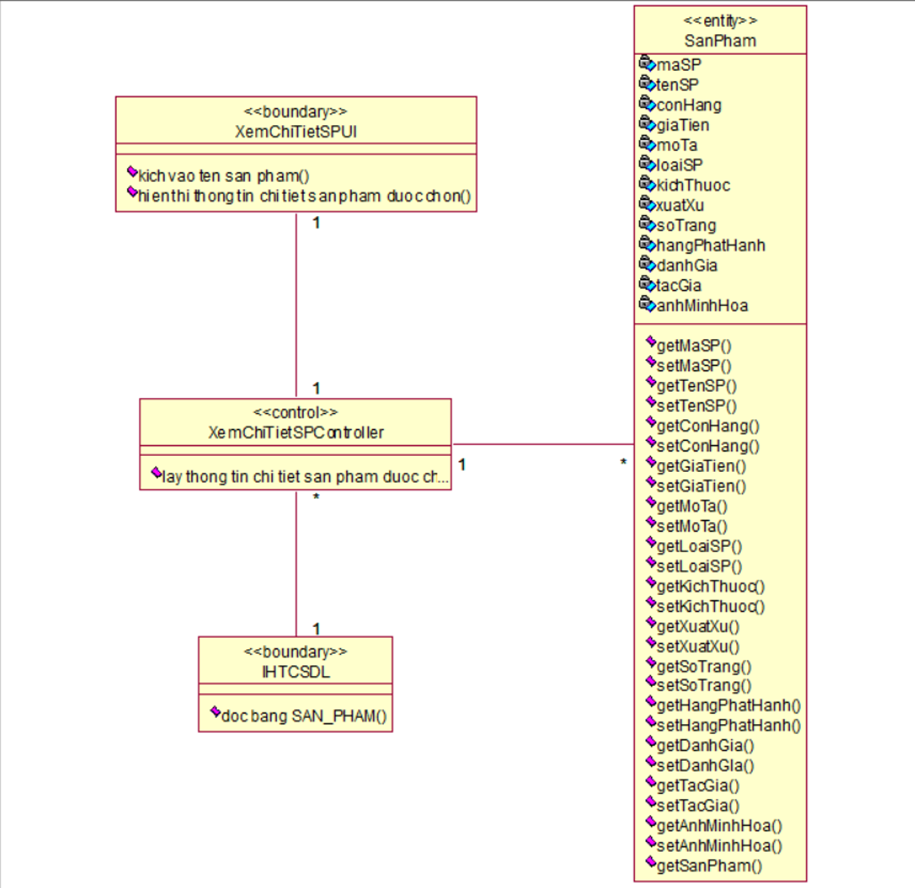 <<boundary>>
XemChiTietSPUI
kich vao ten san pham()
hien thi thong tin chi tiet san pham duoc chon()
1
1
<<control>>
XemChiTietSPController
lay thong tin chi tiet san pham duoc ch...
1
*
*
1
<<boundary>>
IHTCSDL
doc bang SAN_PHAM()
<<entity>>
SanPham
maSP
tenSP
conHang
giaTien
moTa
loaiSP
kichThuoc
xuatXu
soTrang
hangPhatHanh
danhGia
tacGia
anhMinhHoa
getMaSP()
setMaSP()
getTenSP()
setTenSP()
getConHang()
setConHang()
getGiaTien()
setGiaTien()
getMoTa()
setMoTa()
getLoaiSP()
setLoaiSP()
getKichThuoc()
setKichThuoc()
getXuatXu()
setXuatXu()
getSoTrang()
setSoTrang()
getHangPhatHanh()
setHangPhatHanh()
getDanhGia()
setDanhGIa()
getTacGia()
setTacGia()
getAnhMinhHoa()
setAnhMinhHoa()
getSanPham()